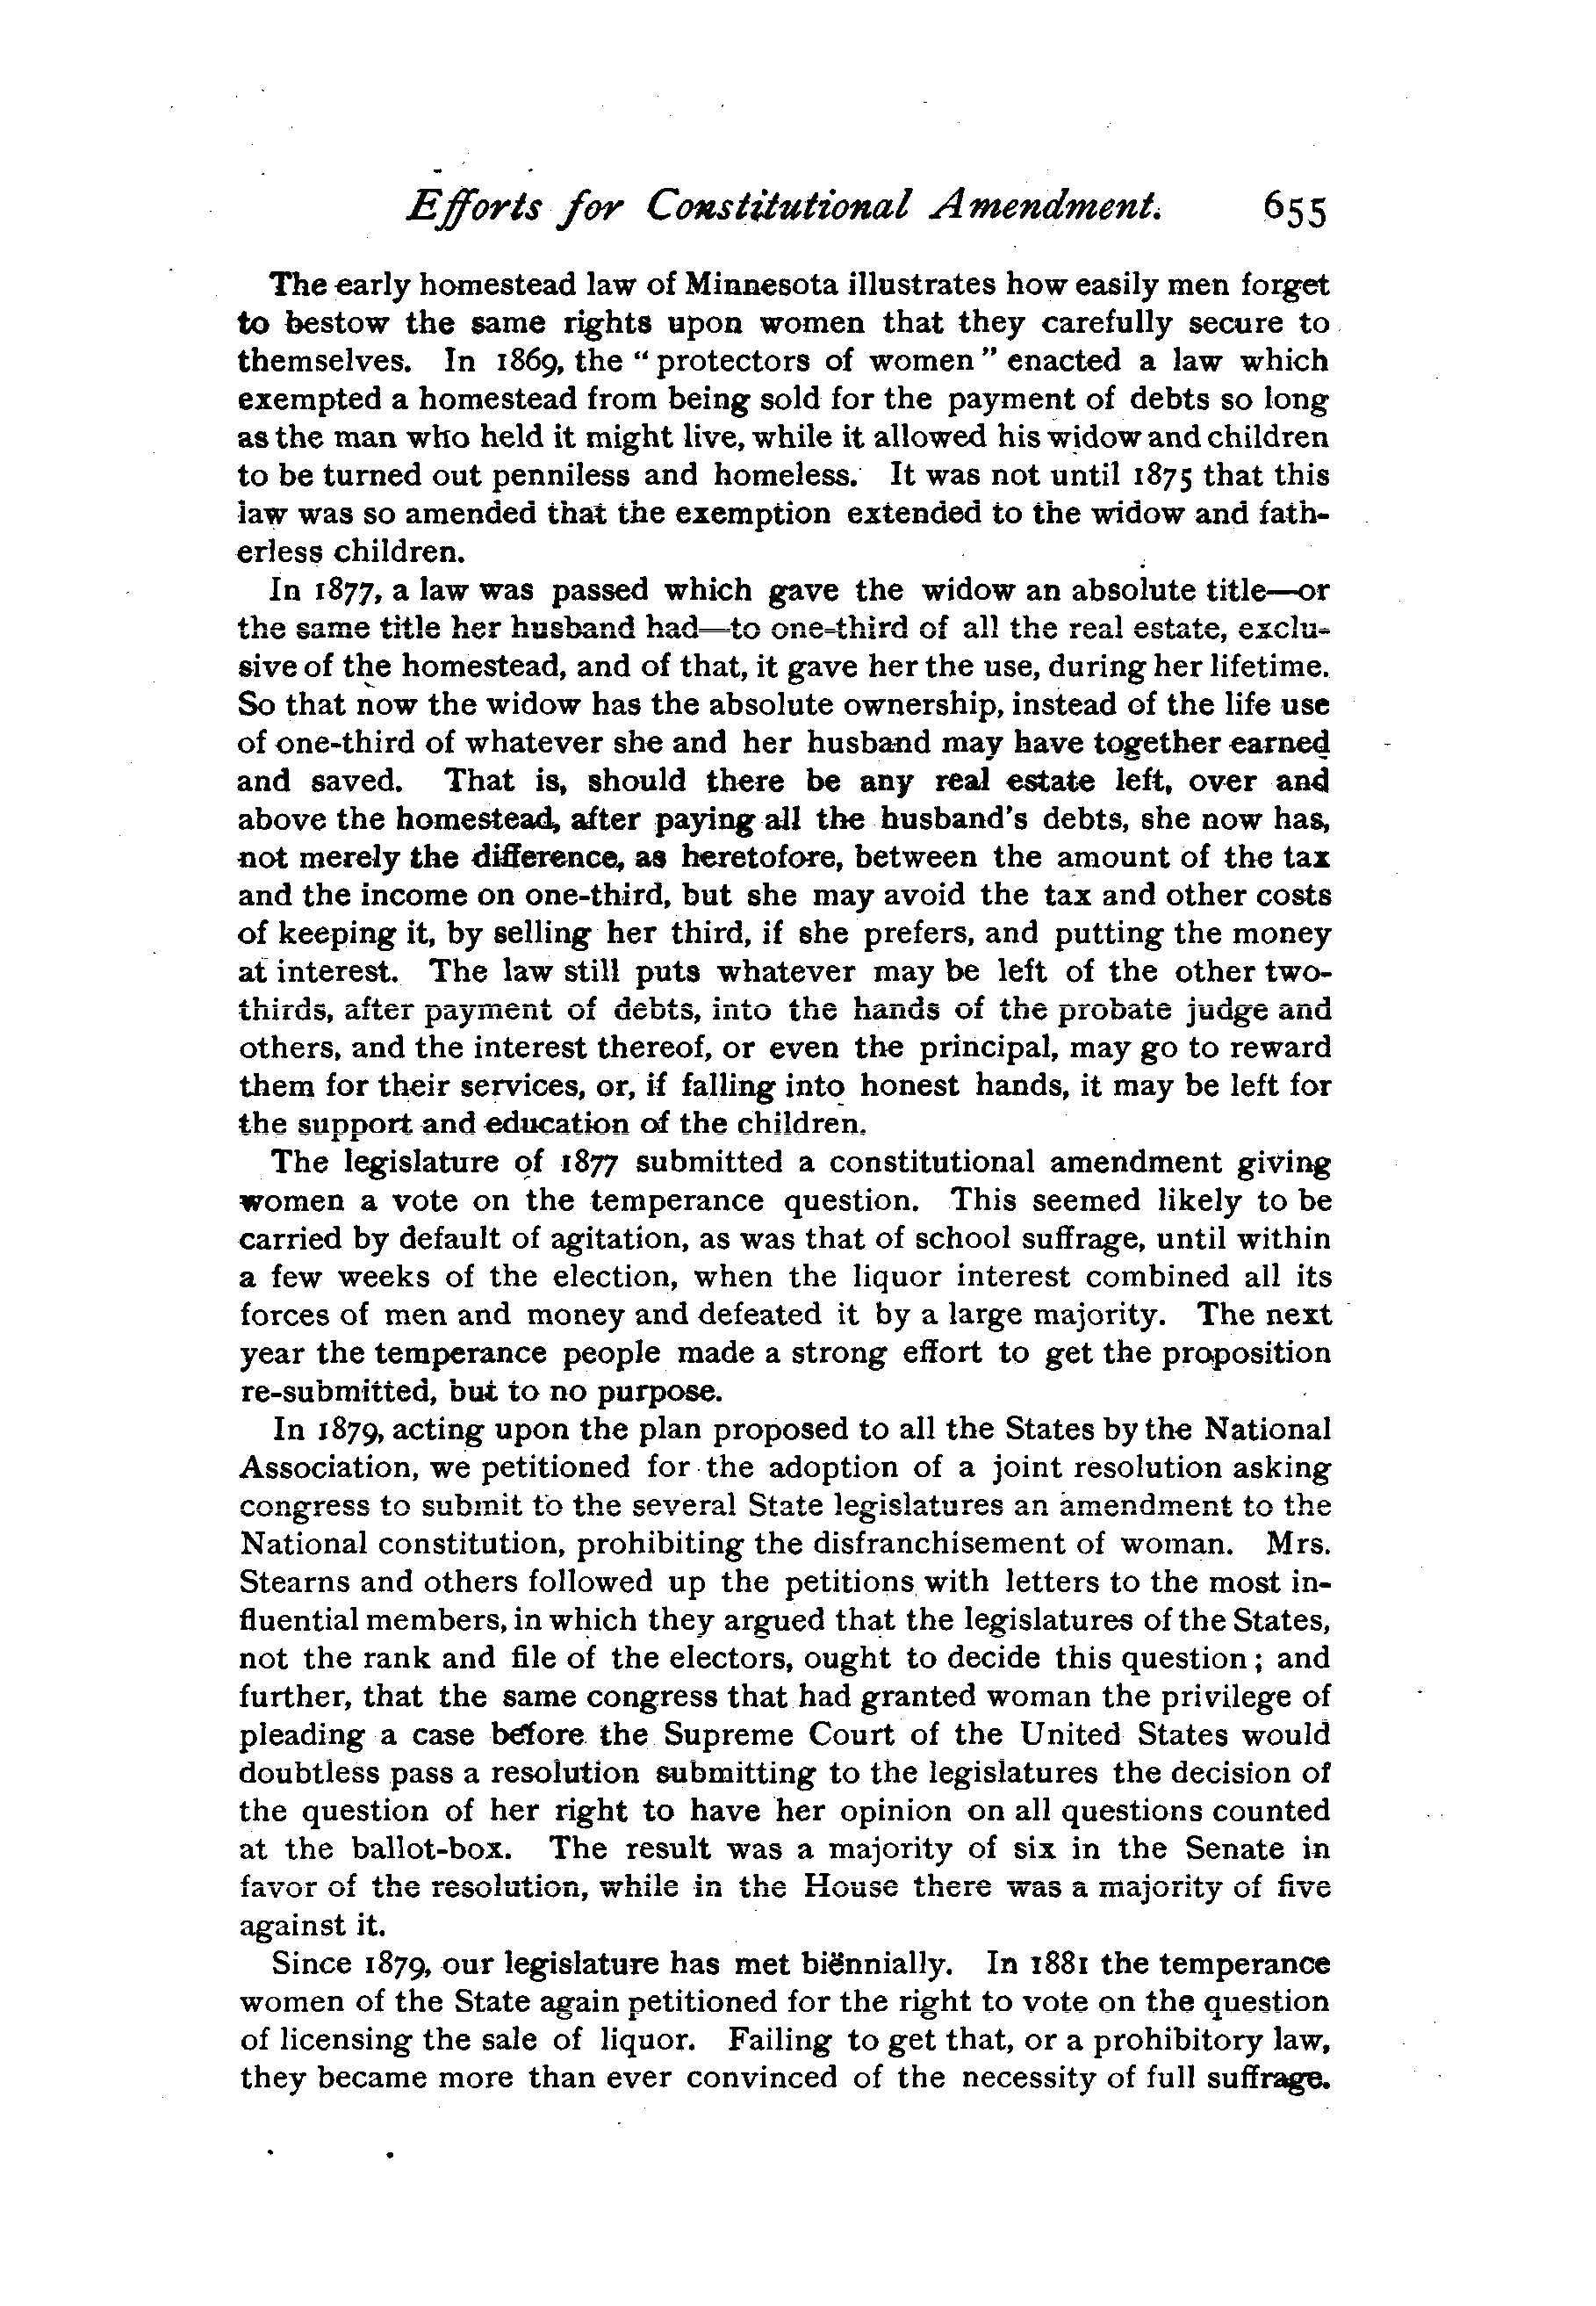 Efforts for Constitutional Amendment. 655
The early homestead law of Minnesota illustrates how easily men forget
to bestow the same rights upon women that they carefully secure to
themselves. In 1869, the “ protectors of women ” enacted a law which
exempted a homestead from being sold for the payment of debts so long
as the man who held it might live, while it allowed his widow and children
to be turned out penniless and homeless. It was not until 1875 that this
law was so amended that the exemption extended to the widow and fath-
erless children.
In 1877, a law was passed which gave the widow an absolute title—or
the same title her husband had—to one-third of all the real estate, exclu-
sive of the homestead, and of that, it gave her the use, during her lifetime.
So that now the widow has the absolute ownership, instead of the life use
of one-third of whatever she and her husband may have together earned
and saved. That is, should there be any real estate left, over and
above the homestead, after paying all the husband's debts, she now has,
not merely the difference, as heretofore, between the amount of the tax
and the income on one-third, but she may avoid the tax and other costs
of keeping it, by selling her third, if she prefers, and putting the money
at interest. The law still puts whatever may be left of the other two-
thirds, after payment of debts, into the hands of the probate judge and
others, and the interest thereof, or even the principal, may go to reward
them for their services, or, if falling into honest hands, it may be left for
the support and education of the children.
The legislature of 1877 submitted a constitutional amendment giving
women a vote on the temperance question. This seemed likely to be
carried by default of agitation, as was that of school suffrage, until within
a few weeks of the election, when the liquor interest combined all its
forces of men and money and defeated it by a large majority. The next
year the temperance people made a strong effort to get the proposition
re-submitted, but to no purpose.
In 1879, acting upon the plan proposed to all the States by the National
Association, we petitioned for the adoption of a joint resolution asking
congress to submit to the several State legislatures an amendment to the
National constitution, prohibiting the disfranchisement of woman. Mrs.
Stearns and others followed up the petitions with letters to the most in-
fluential members, in which they argued that the legislatures of the States,
not the rank and file of the electors, ought to decide this question; and
further, that the same congress that had granted woman the privilege of
pleading a case before the Supreme Court of the United States would
doubtless pass a resolution submitting to the legislatures the decision of
the question of her right to have her opinion on all questions counted
at the ballot-box. The result was a majority of six in the Senate in
favor of the resolution, while in the House there was a majority of five
against it.
Since 1879, our legislature has met biënnially. In 1881 the temperance
women of the State again petitioned for the right to vote on the question
of licensing the sale of liquor. Failing to get that, or a prohibitory law,
they became more than ever convinced of the necessity of full suffrage.